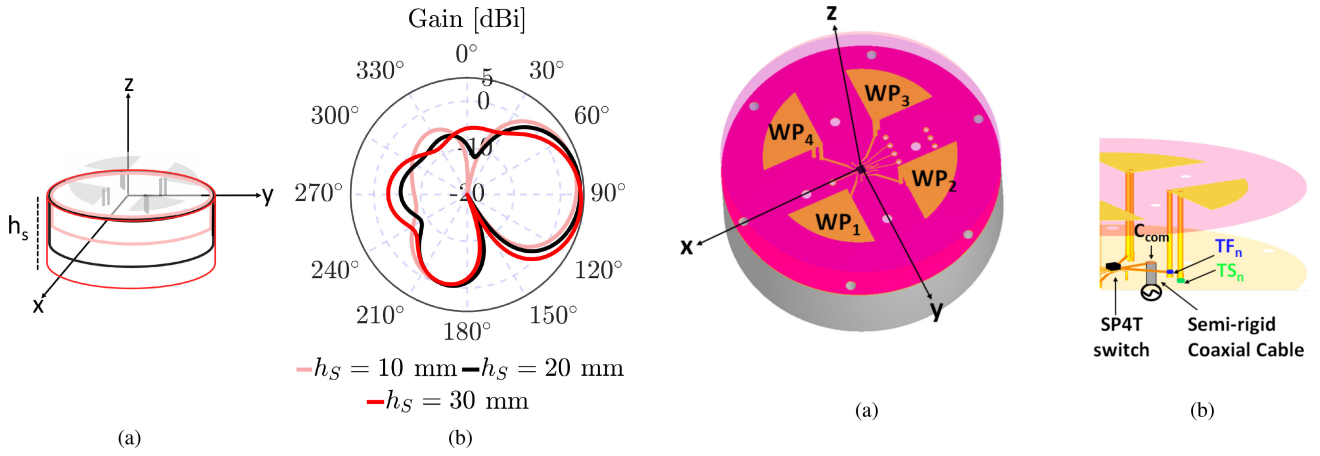 (a)
z
y
x
h_s
(a)
(b)
Gain [dBi]
0°
30°
60°
90°
120°
150°
180°
210°
240°
270°
300°
330°
5
0
-10
-20
h_S = 10 mm h_S = 20 mm
h_S = 30 mm
(b)
z
WP_3
WP_4
WP_2
WP_1
x
y
(a)
C_com
TF_n
TS_n
SP4T Semi-rigid
switch Coaxial Cable
(b)